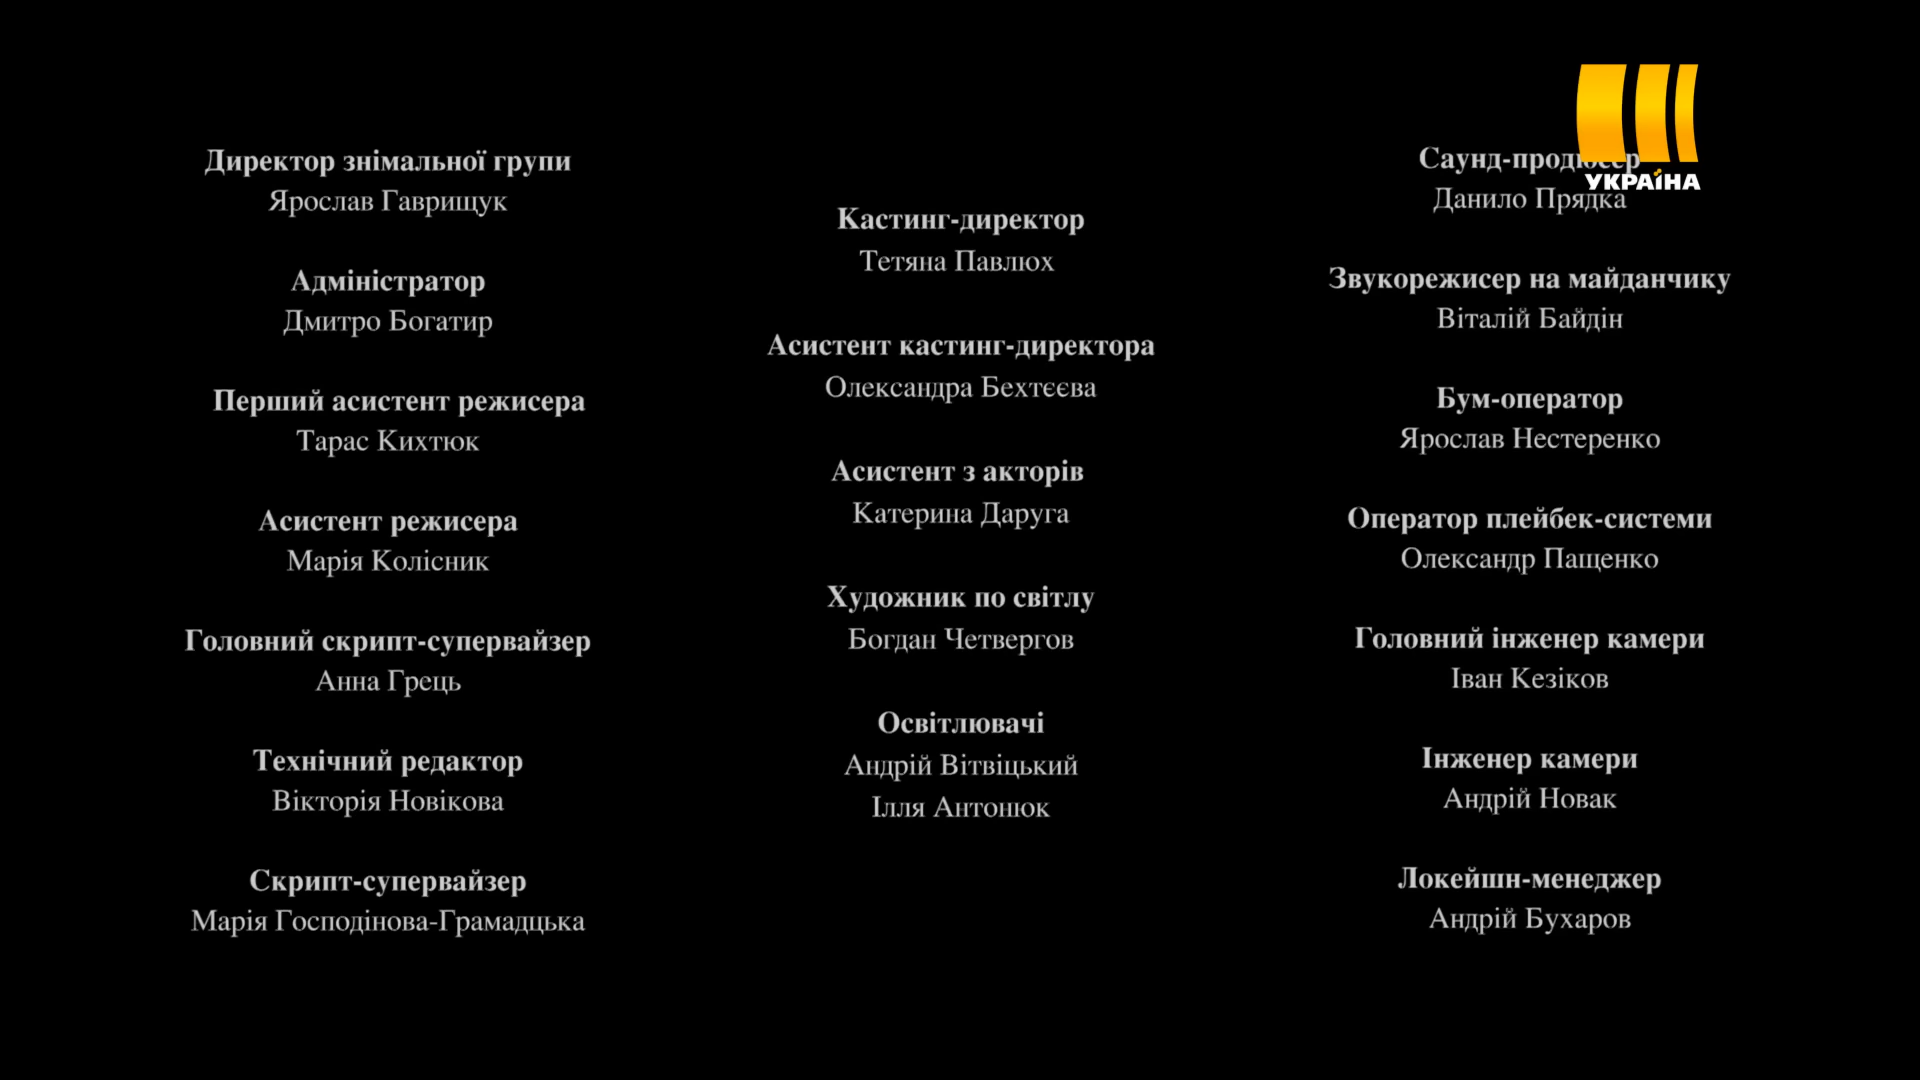 Директор знімальної групи
Ярослав Гаврищук
Адміністратор
Дмитро Богатир
Перший асистент режисера
Тарас Кихтюк
Асистент режисера
Марія Колісник
Головний скрипт-супервайзер
Анна Грець
Технічний редактор
Вікторія Новікова
Скрипт-супервайзер
Марія Господінова-Грамадцька
Кастинг-директор
Тетяна Павлюх
Асистент кастинг-директора
Олександра Бехтєєва
Асистент з акторів
Катерина Даруга
Художник по світлу
Богдан Четвергов
Освітлювачі
Андрій Вітвіцький
Ілля Антонюк
УКРАЇНА
Саунд-продюсер
Данило Прядка
Звукорежисер на майданчику
Віталій Байдін
Бум-оператор
Ярослав Нестеренко
Оператор плейбек-системи
Олександр Пащенко
Головний інженер камери
Іван Кезіков
Інженер камери
Андрій Новак
Локейшн-менеджер
Андрій Бухаров